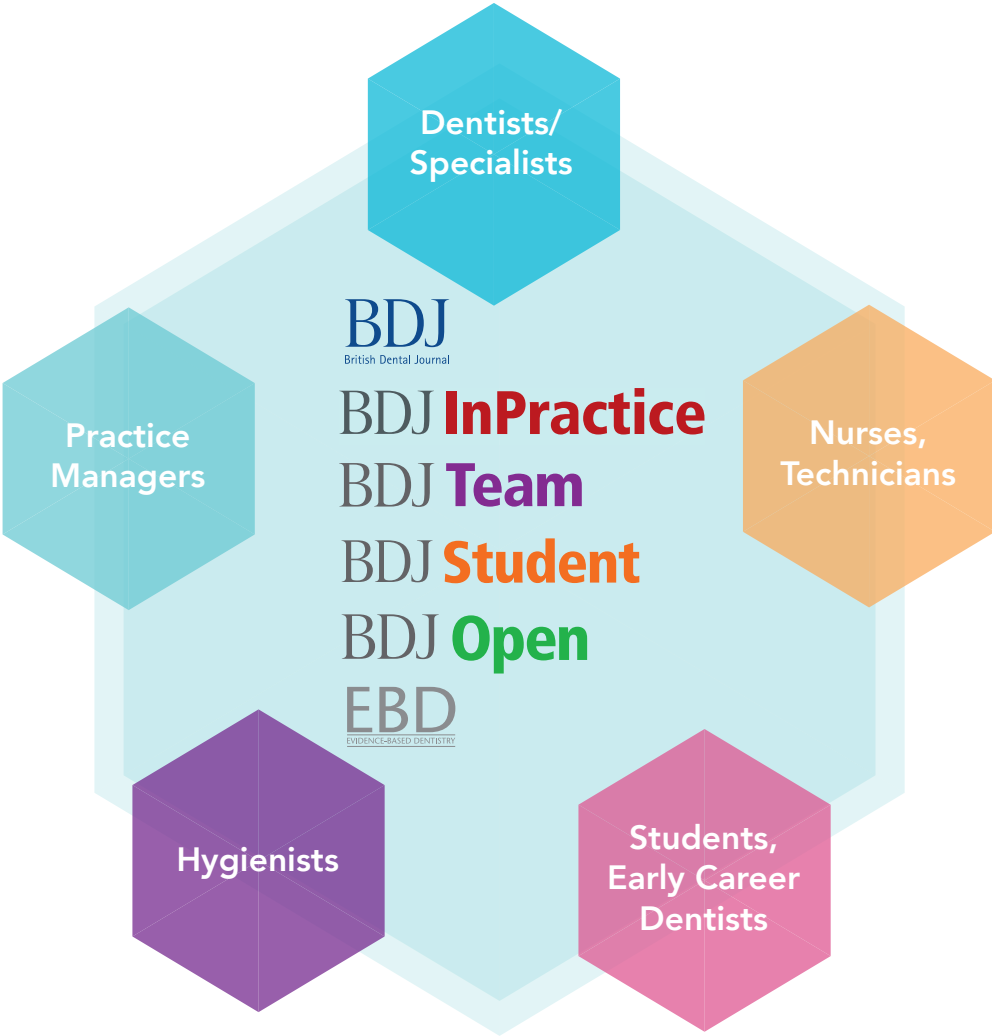 Dentists/
Specialists
BDJ
British Dental Journal
BDJ InPractice
Practice
Managers
Nurses,
Technicians
BDJ Team
BDJ Student
BDJ Open
EBD
EVIDENCE-BASED DENTISTRY
Hygienists
Students,
Early Career
Dentists